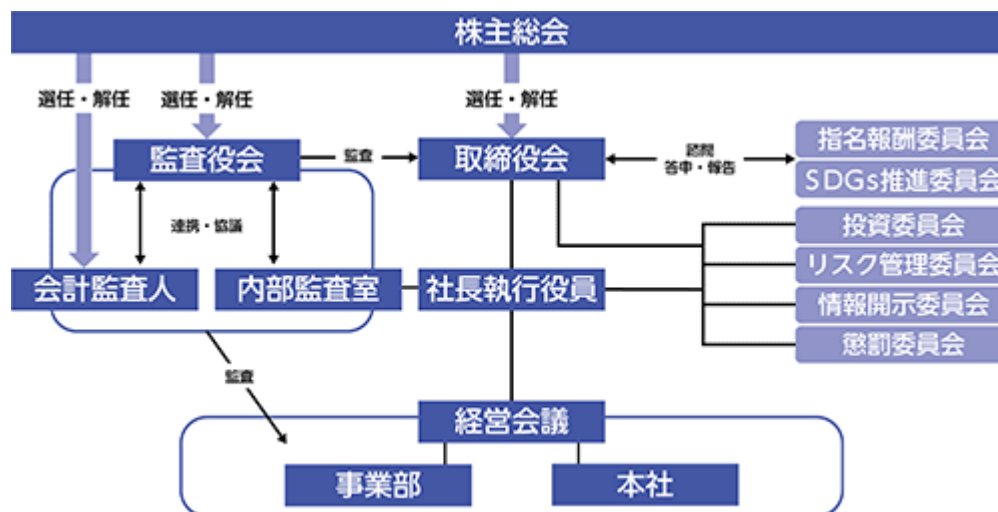 株主総会
選任・解任
選任・解任
選任・解任
監査役会
監査
取締役会
諮問
答申・報告
指名報酬委員会
SDGs推進委員会
連携・協議
投資委員会
会計監査人
内部監査室
社長執行役員
リスク管理委員会
情報開示委員会
懲罰委員会
監査
経営会議
事業部
本社